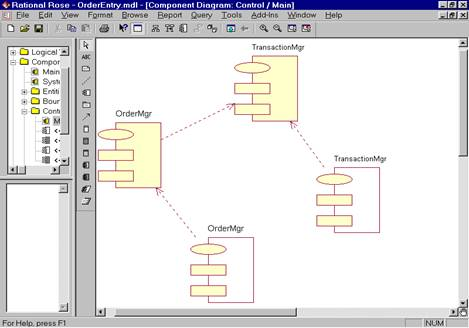 Rational Rose - OrderEntry.mdl - [Component Diagram: Control / Main]
File Edit View Format Browse Report Query Tools Add-Ins Window Help
Logical
Compor
Main
Syste
Entiti
Bour
Conti
M
ABC
TransactionMgr
OrderMgr
TransactionMgr
OrderMgr
For Help, press F1
NUM